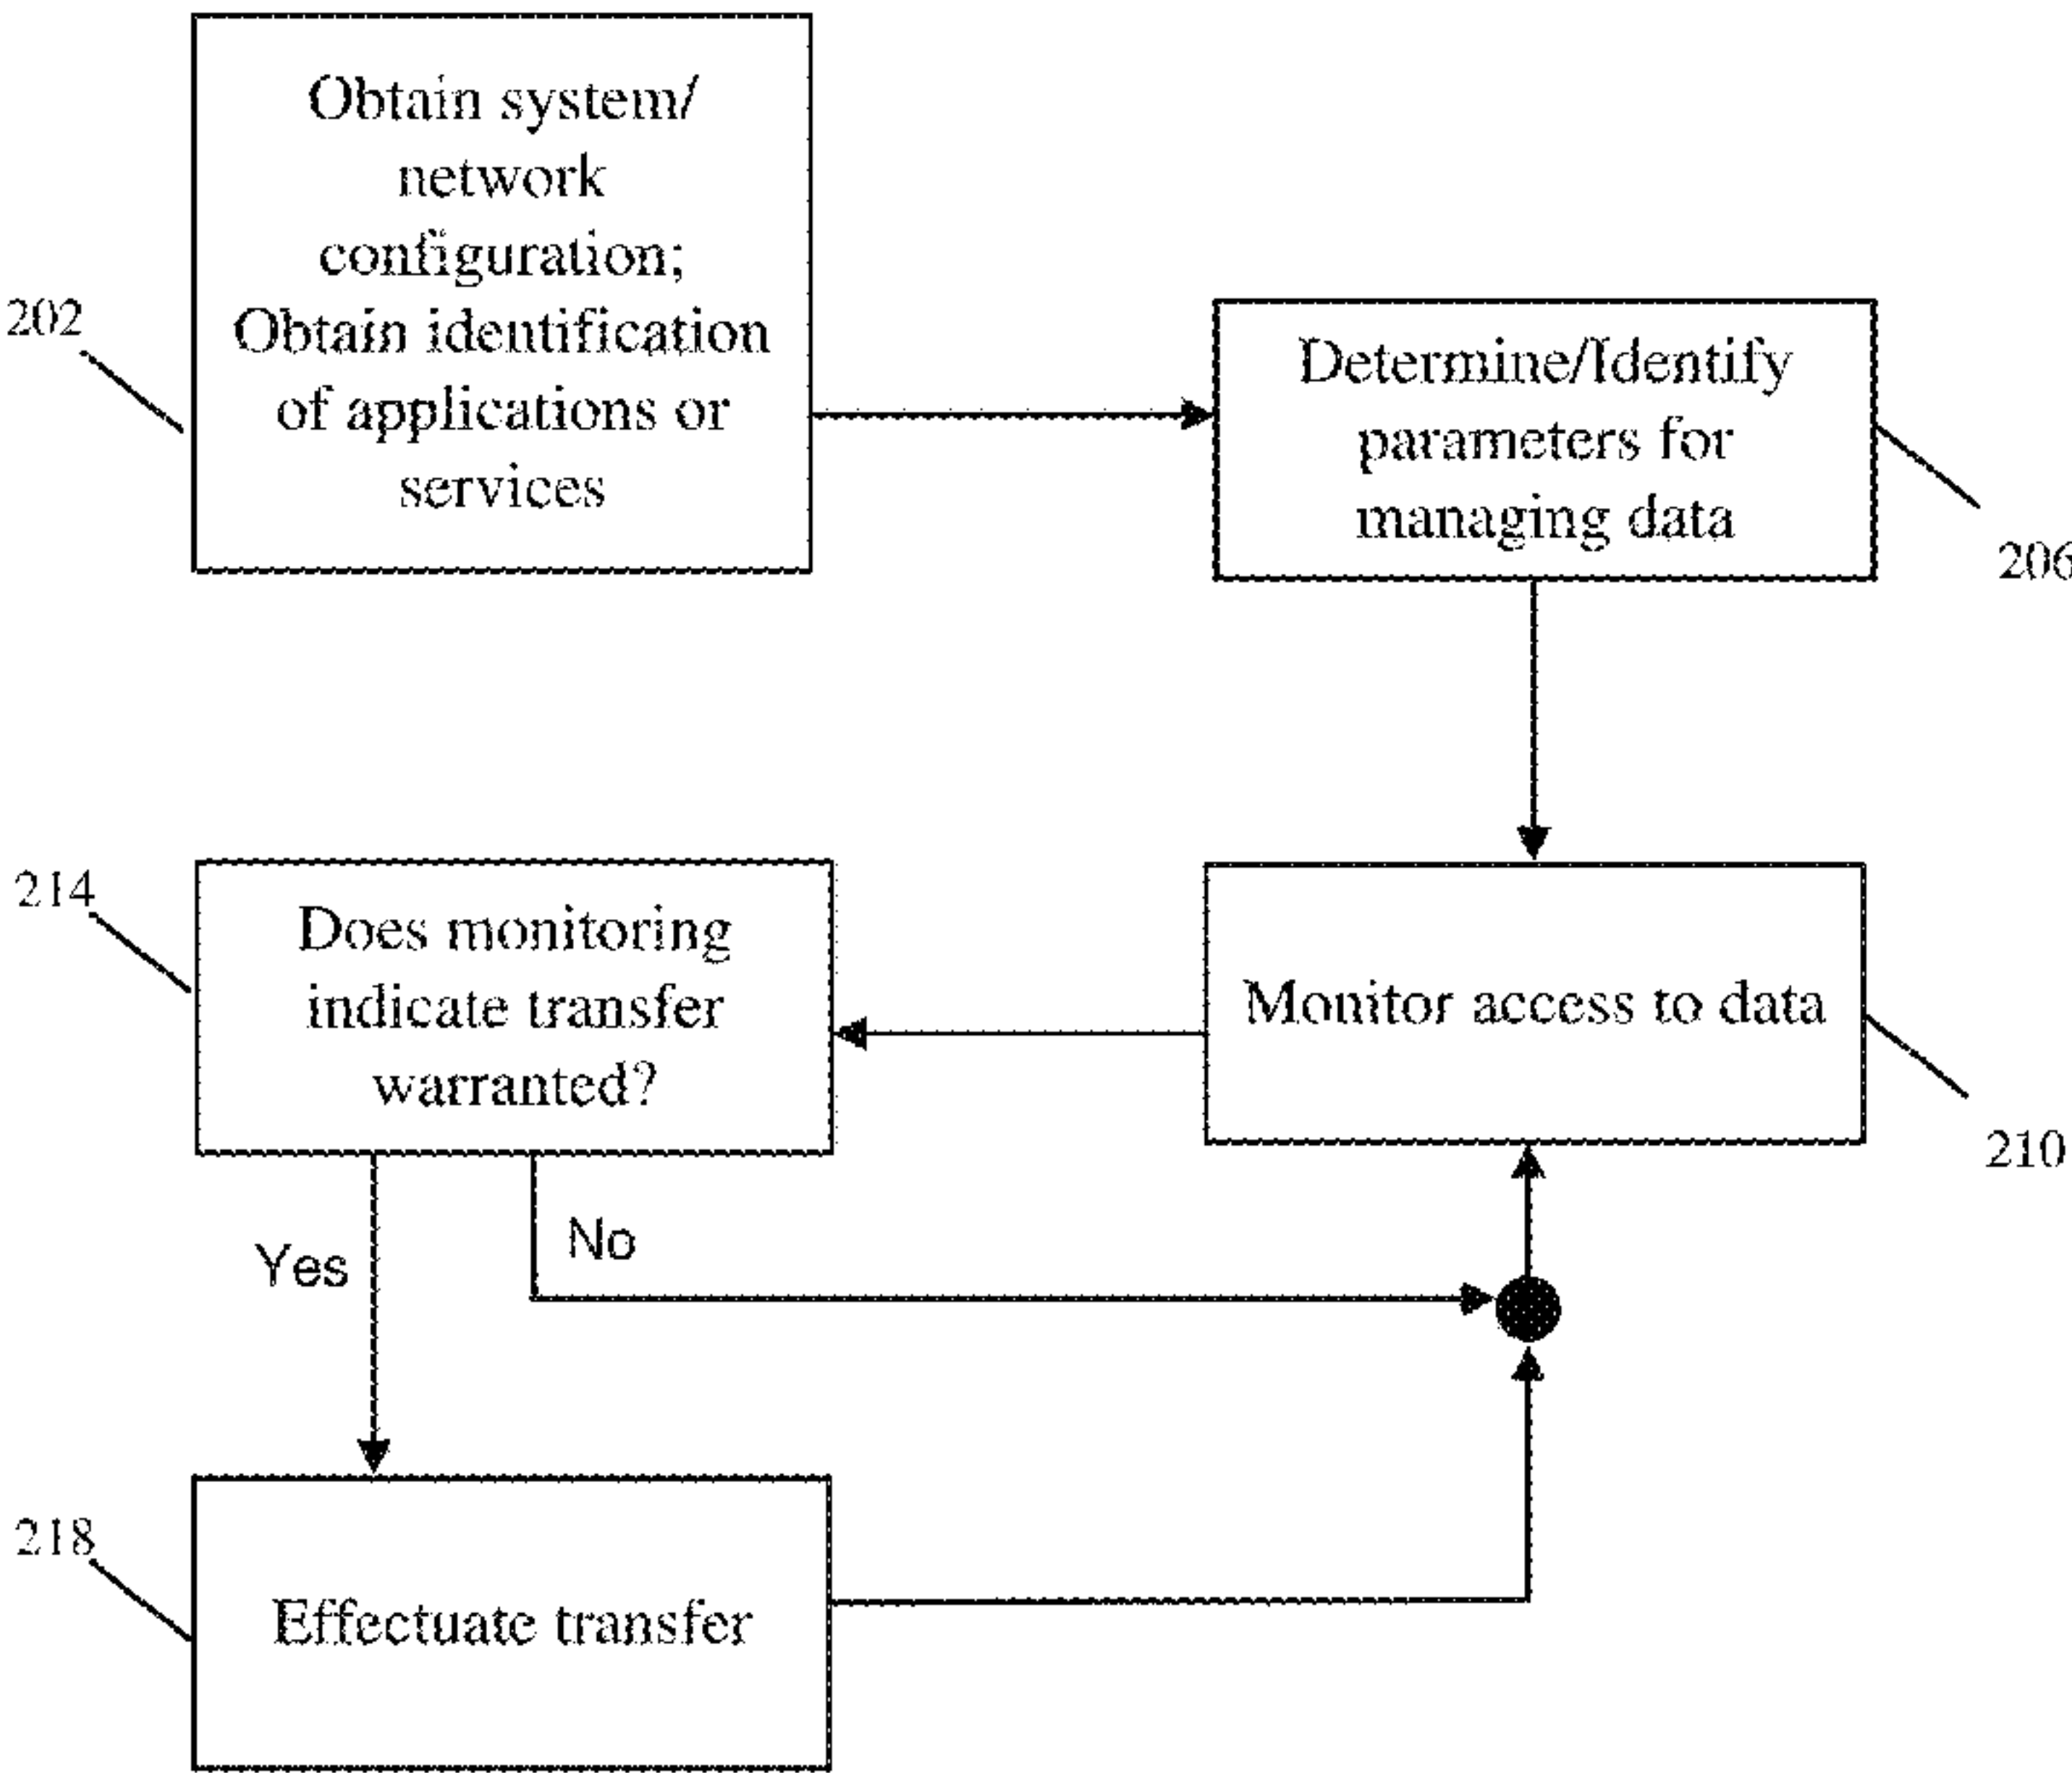 Obtain system/
network
configuration;
Obtain identification
of applications or
services
202
Determine/Identify
parameters for
managing data
206
Monitor access to data
210
214
Does monitoring
indicate transfer
warranted?
Yes
No
218
Effectuate transfer